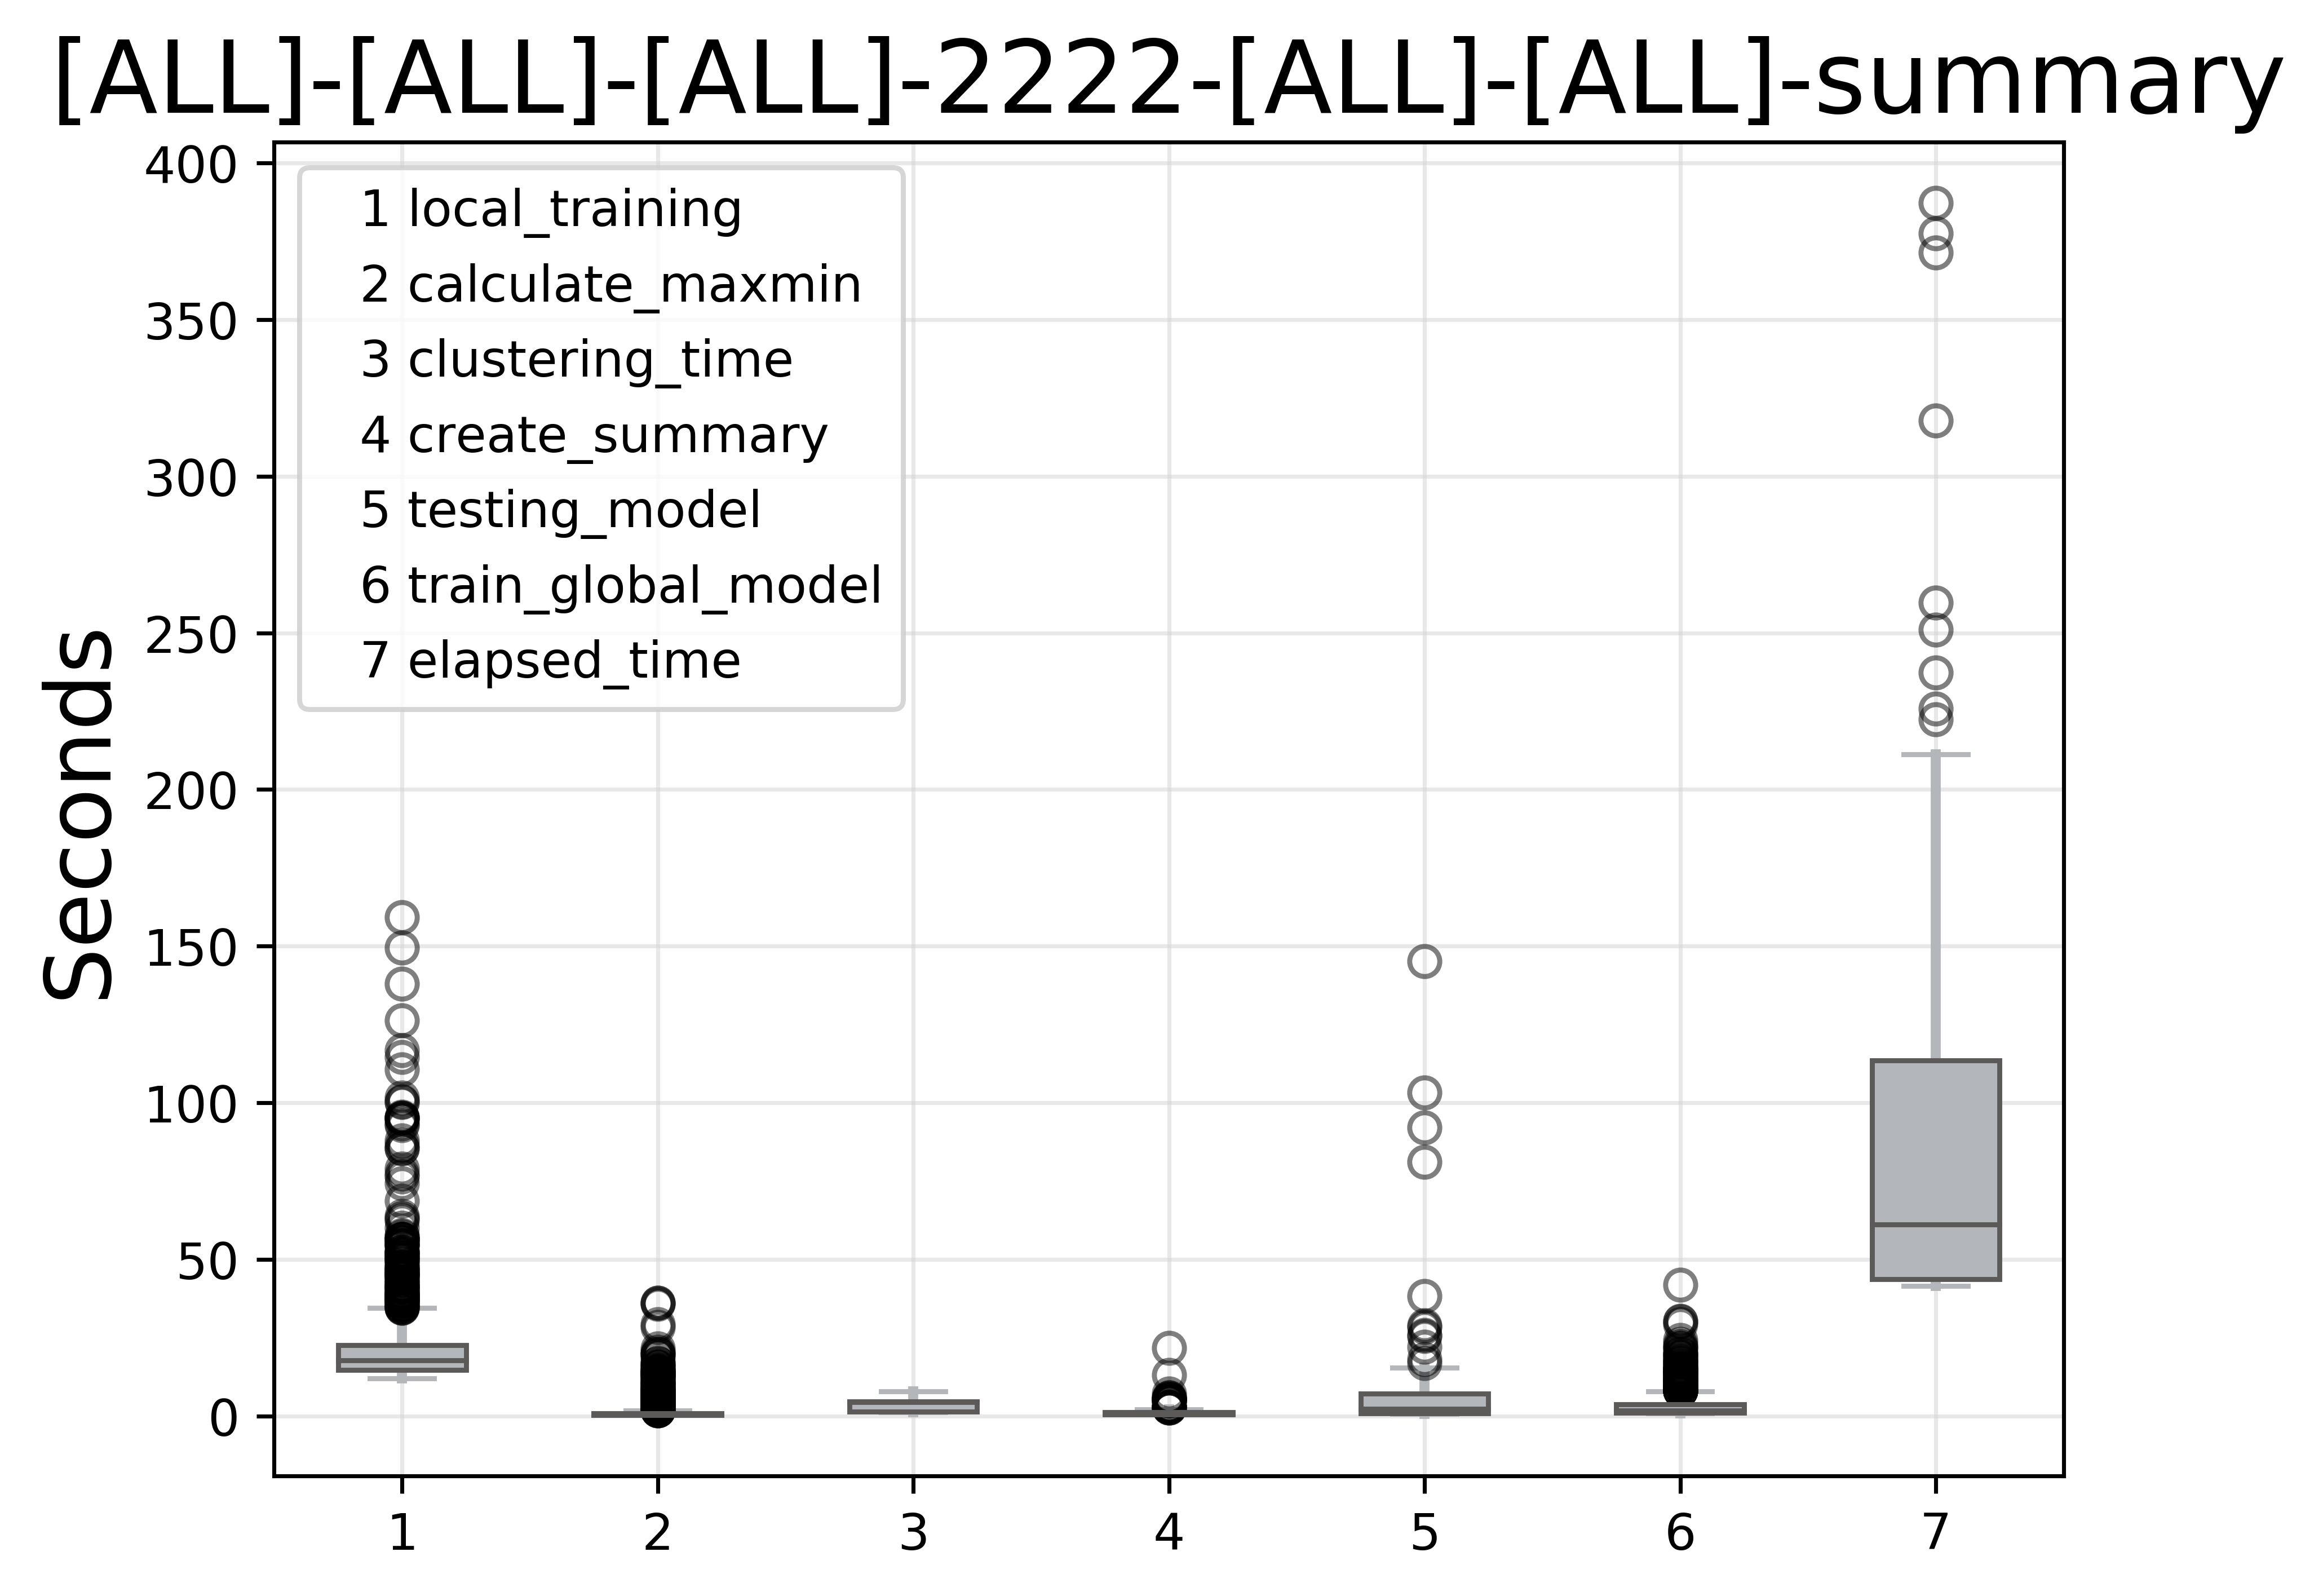 [ALL]-[ALL]-[ALL]-2222-[ALL]-[ALL]-summary
Seconds
400
350
300
250
200
150
100
50
0
1 local_training
2 calculate_maxmin
3 clustering_time
4 create_summary
5 testing_model
6 train_global_model
7 elapsed_time
1 2 3 4 5 6 7